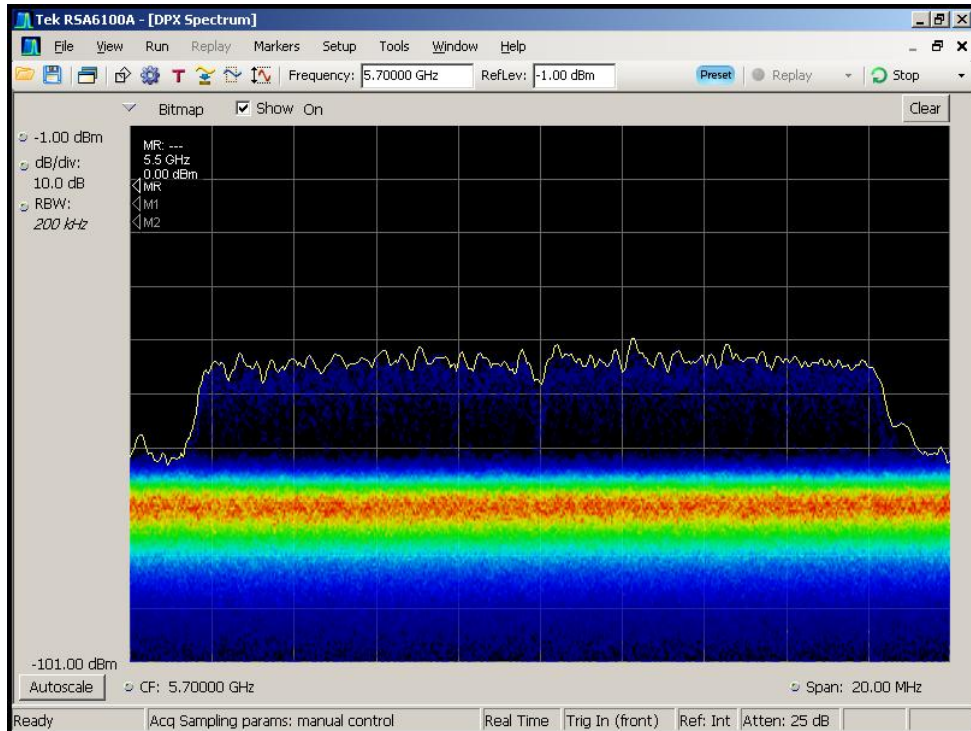 Tek RSA6100A - [DPX Spectrum]
File View Run Replay Markers Setup Tools Window Help
T Frequency: 5.70000 GHz RefLev: -1.00 dBm Preset Replay Stop
Bitmap Show On Clear
-1.00 dBm
dB/div:
10.0 dB
RBW:
200 kHz
MR: ---
5.5 GHz
0.00 dBm
MR
M1
M2
-101.00 dBm
Autoscale CF: 5.70000 GHz Span: 20.00 MHz
Ready Acq Sampling params: manual control Real Time Trig In (front) Ref: Int Atten: 25 dB